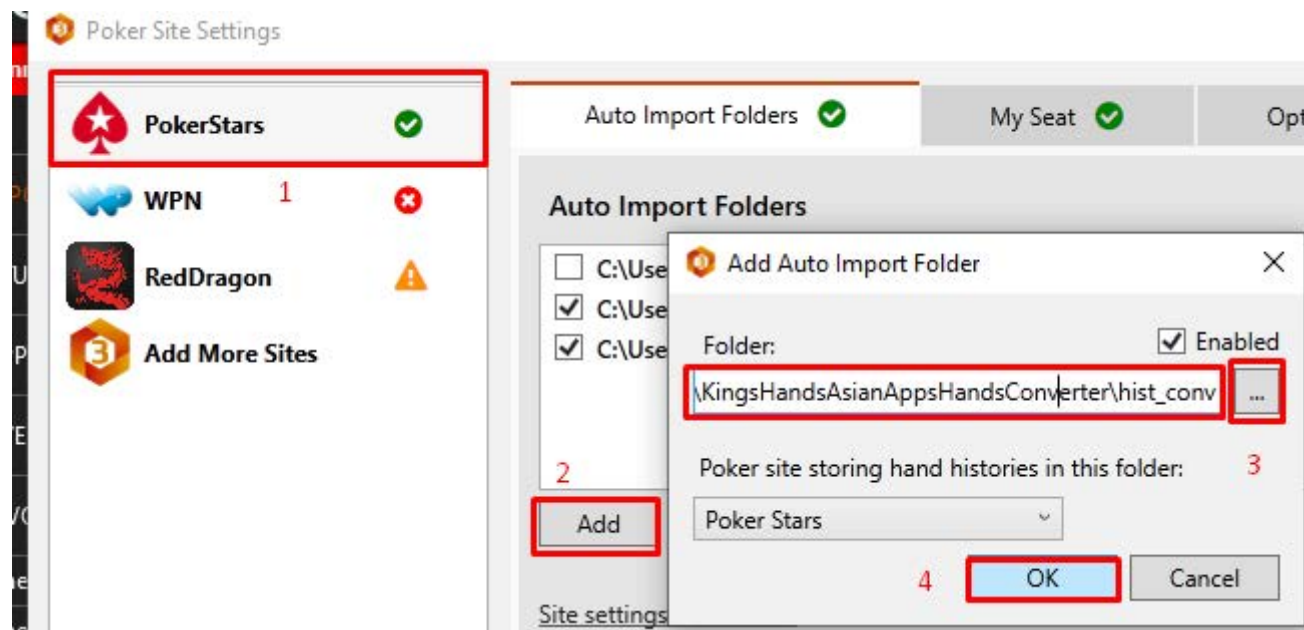 Poker Site Settings
PokerStars
1
WPN
RedDragon
Add More Sites
Auto Import Folders
My Seat
Auto Import Folders
C:\Use
C:\Use
C:\Use
2
Add
Site settings
Add Auto Import Folder
Folder:
Enabled
\KingsHandsAsianAppsHandsConverter\hist_conv
...
3
Poker site storing hand histories in this folder:
Poker Stars
4
OK
Cancel